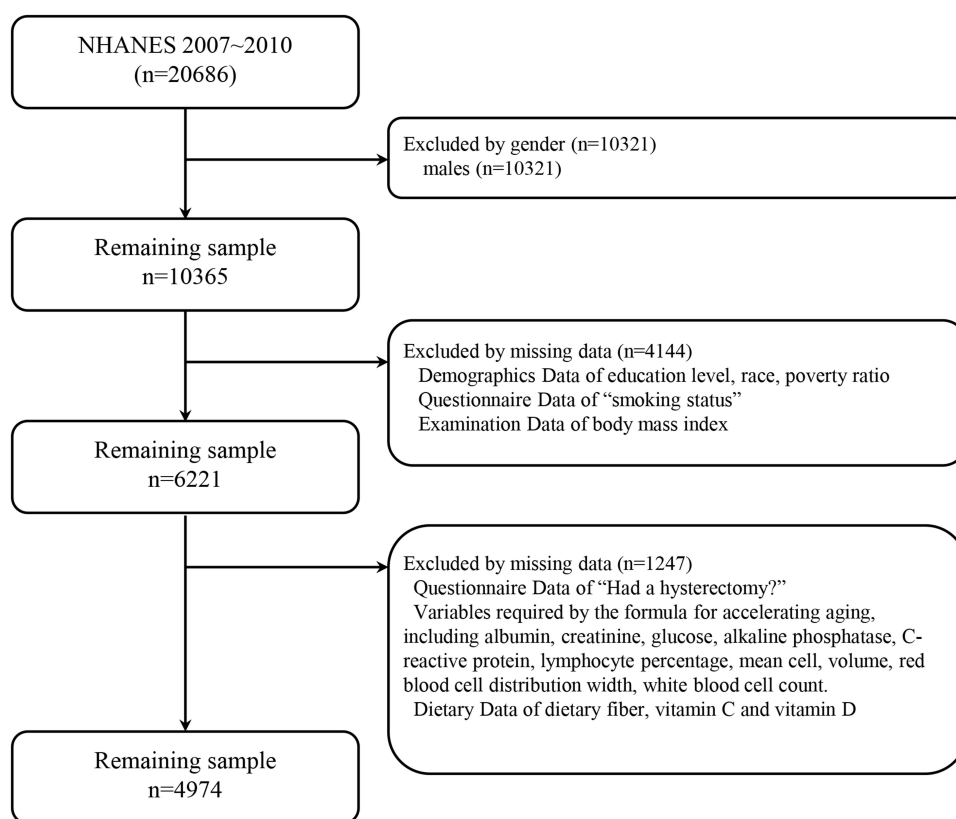 NHANES 2007~2010
(n=20686)
Excluded by gender (n=10321)
males (n=10321)
Remaining sample
n=10365
Excluded by missing data (n=4144)
Demographics Data of education level, race, poverty ratio
Questionnaire Data of “smoking status”
Examination Data of body mass index
Remaining sample
n=6221
Excluded by missing data (n=1247)
Questionnaire Data of “Had a hysterectomy?”
Variables required by the formula for accelerating aging,
including albumin, creatinine, glucose, alkaline phosphatase, C-
reactive protein, lymphocyte percentage, mean cell, volume, red
blood cell distribution width, white blood cell count.
Dietary Data of dietary fiber, vitamin C and vitamin D
Remaining sample
n=4974